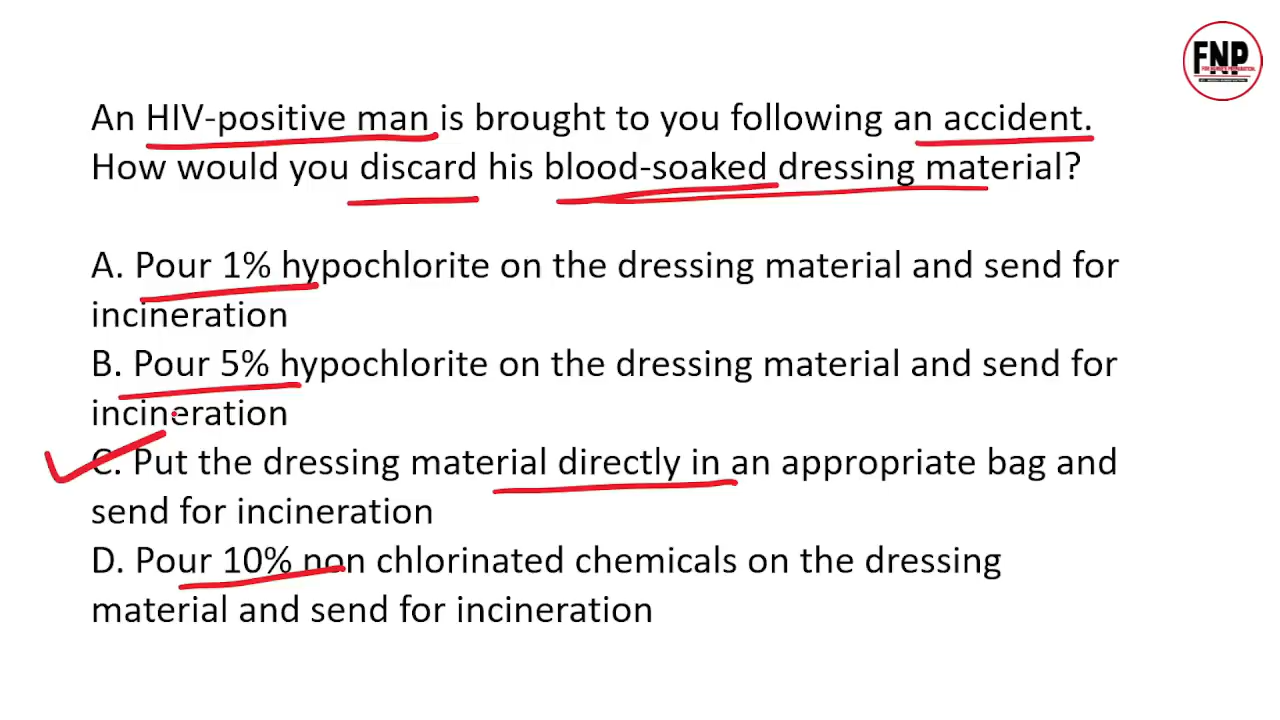 FNP
An HIV-positive man is brought to you following an accident.
How would you discard his blood-soaked dressing material?
A. Pour 1% hypochlorite on the dressing material and send for
incineration
B. Pour 5% hypochlorite on the dressing material and send for
incineration
C. Put the dressing material directly in an appropriate bag and
send for incineration
D. Pour 10% non chlorinated chemicals on the dressing
material and send for incineration